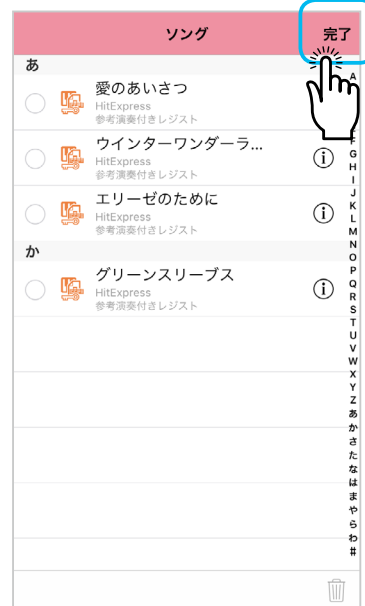 ソング
完了
あ
愛のあいさつ
HitExpress
参考演奏付きレジスト
ウインターワンダーラ...
HitExpress
参考演奏付きレジスト
エリーゼのために
HitExpress
参考演奏付きレジスト
か
グリーンスリーブス
HitExpress
参考演奏付きレジスト
A
F
G
H
I
J
K
L
M
N
O
P
Q
R
S
T
U
V
W
X
Y
Z
あ
か
さ
た
な
は
ま
や
ら
わ
#